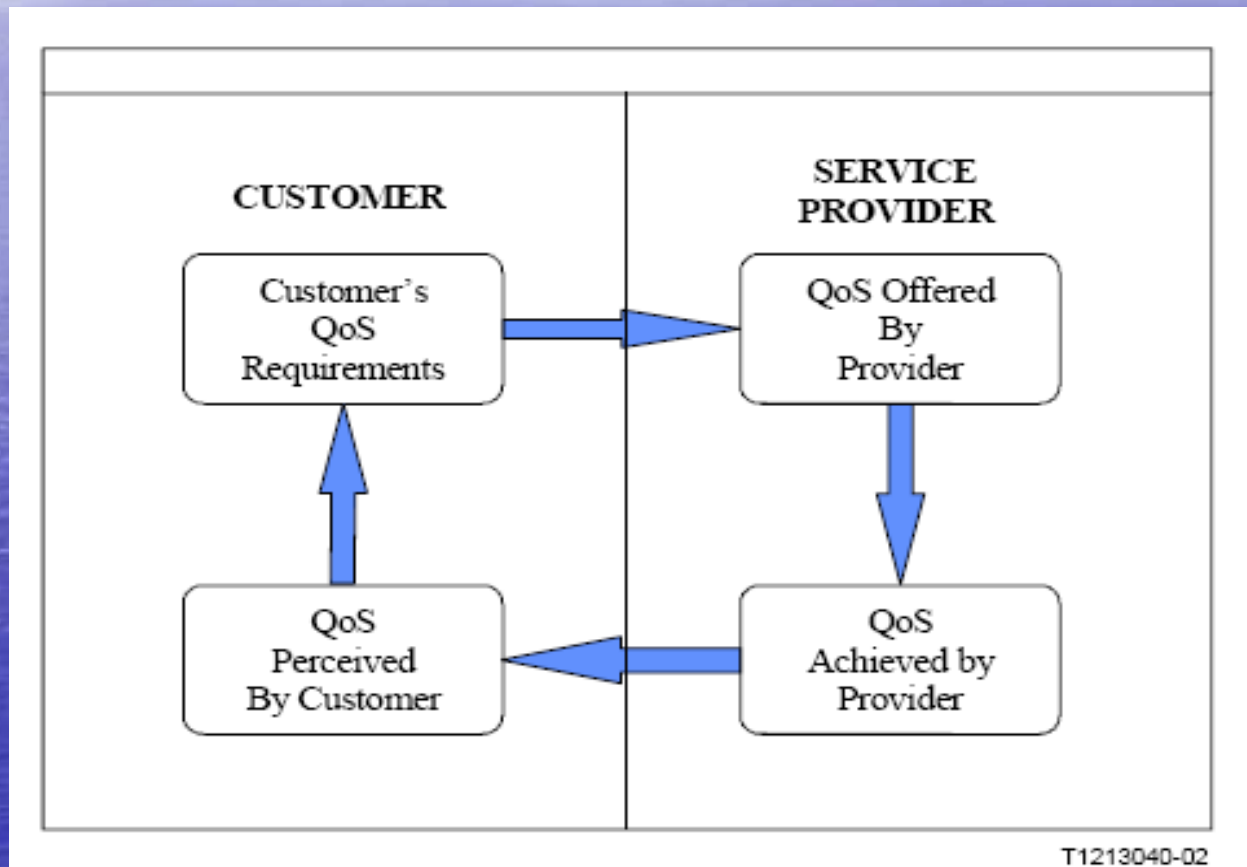 CUSTOMER
SERVICE
PROVIDER
Customer’s
QoS
Requirements
QoS Offered
By
Provider
QoS
Perceived
By Customer
QoS
Achieved by
Provider
T1213040-02